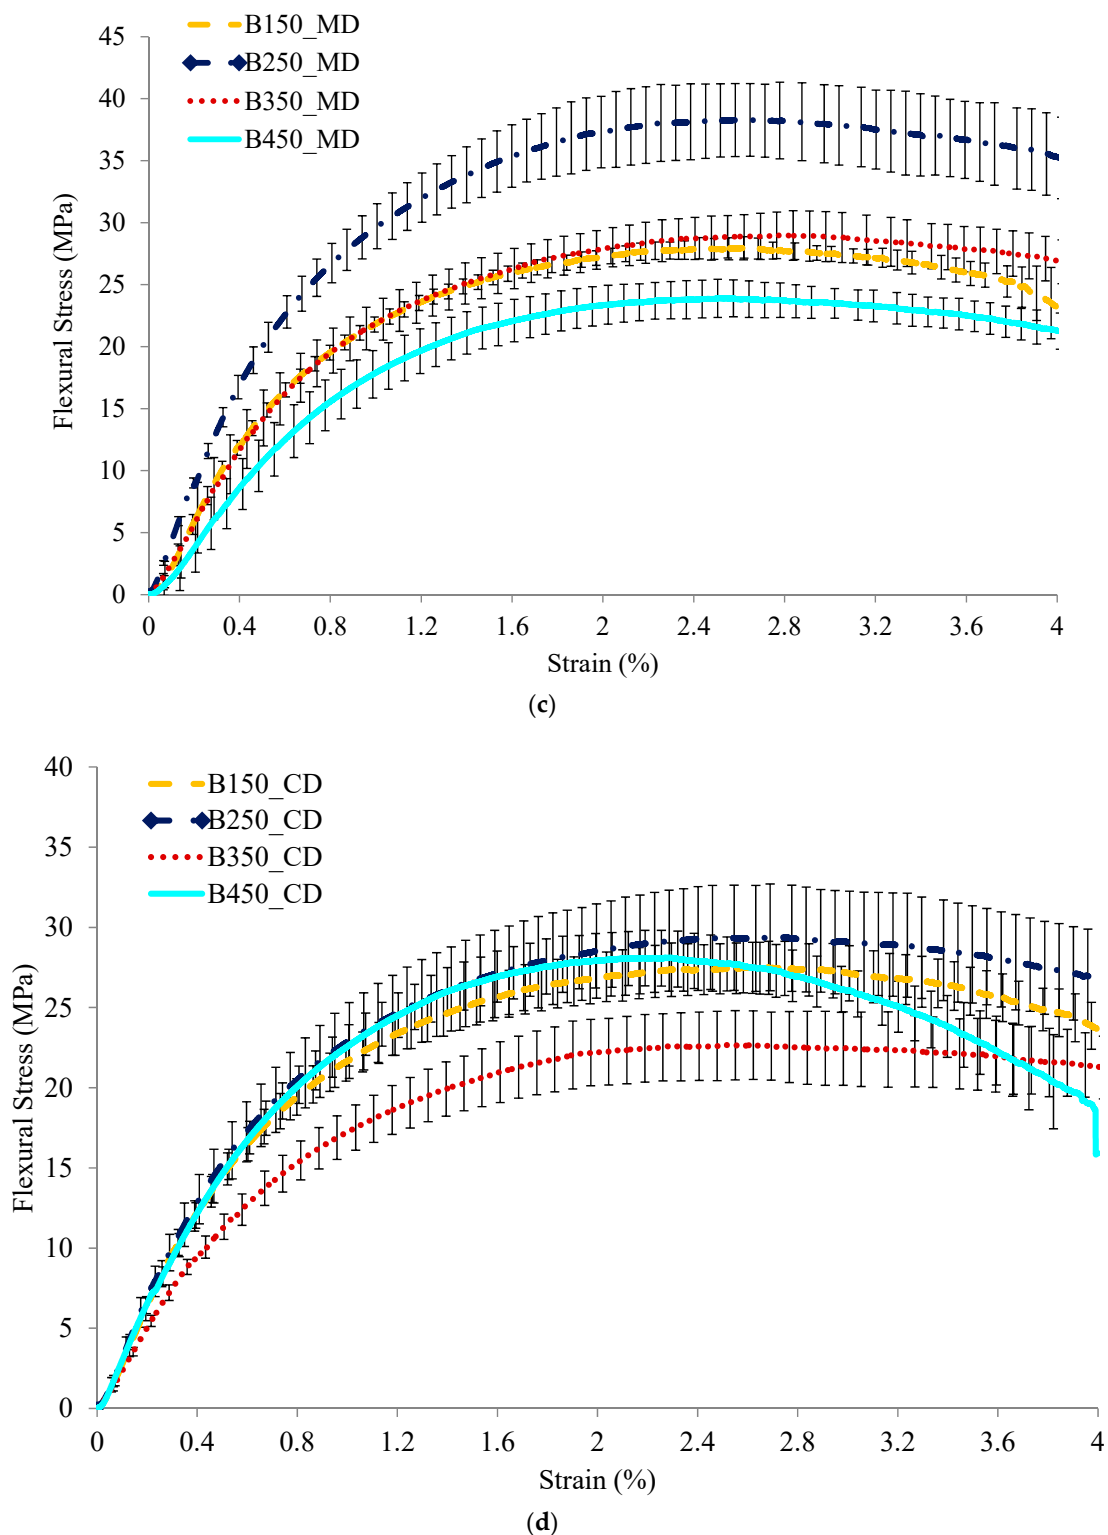 B150_MD
B250_MD
B350_MD
B450_MD
45
40
35
30
25
20
15
10
5
0
Flexural Stress (MPa)
0 0.4 0.8 1.2 1.6 2 2.4 2.8 3.2 3.6 4
Strain (%)
(c)
B150_CD
B250_CD
B350_CD
B450_CD
40
35
30
25
20
15
10
5
0
Flexural Stress (MPa)
0 0.4 0.8 1.2 1.6 2 2.4 2.8 3.2 3.6 4
Strain (%)
(d)